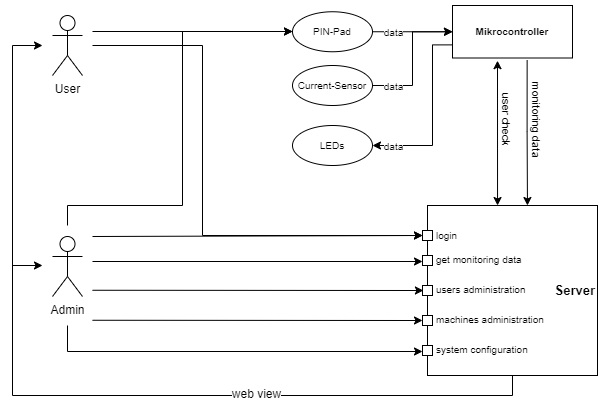 PIN-Pad
data
Mikrocontroller
User
Current-Sensor
data
user check
monitoring data
LEDs
data
login
get monitoring data
Admin
users administration
Server
machines administration
system configuration
web view